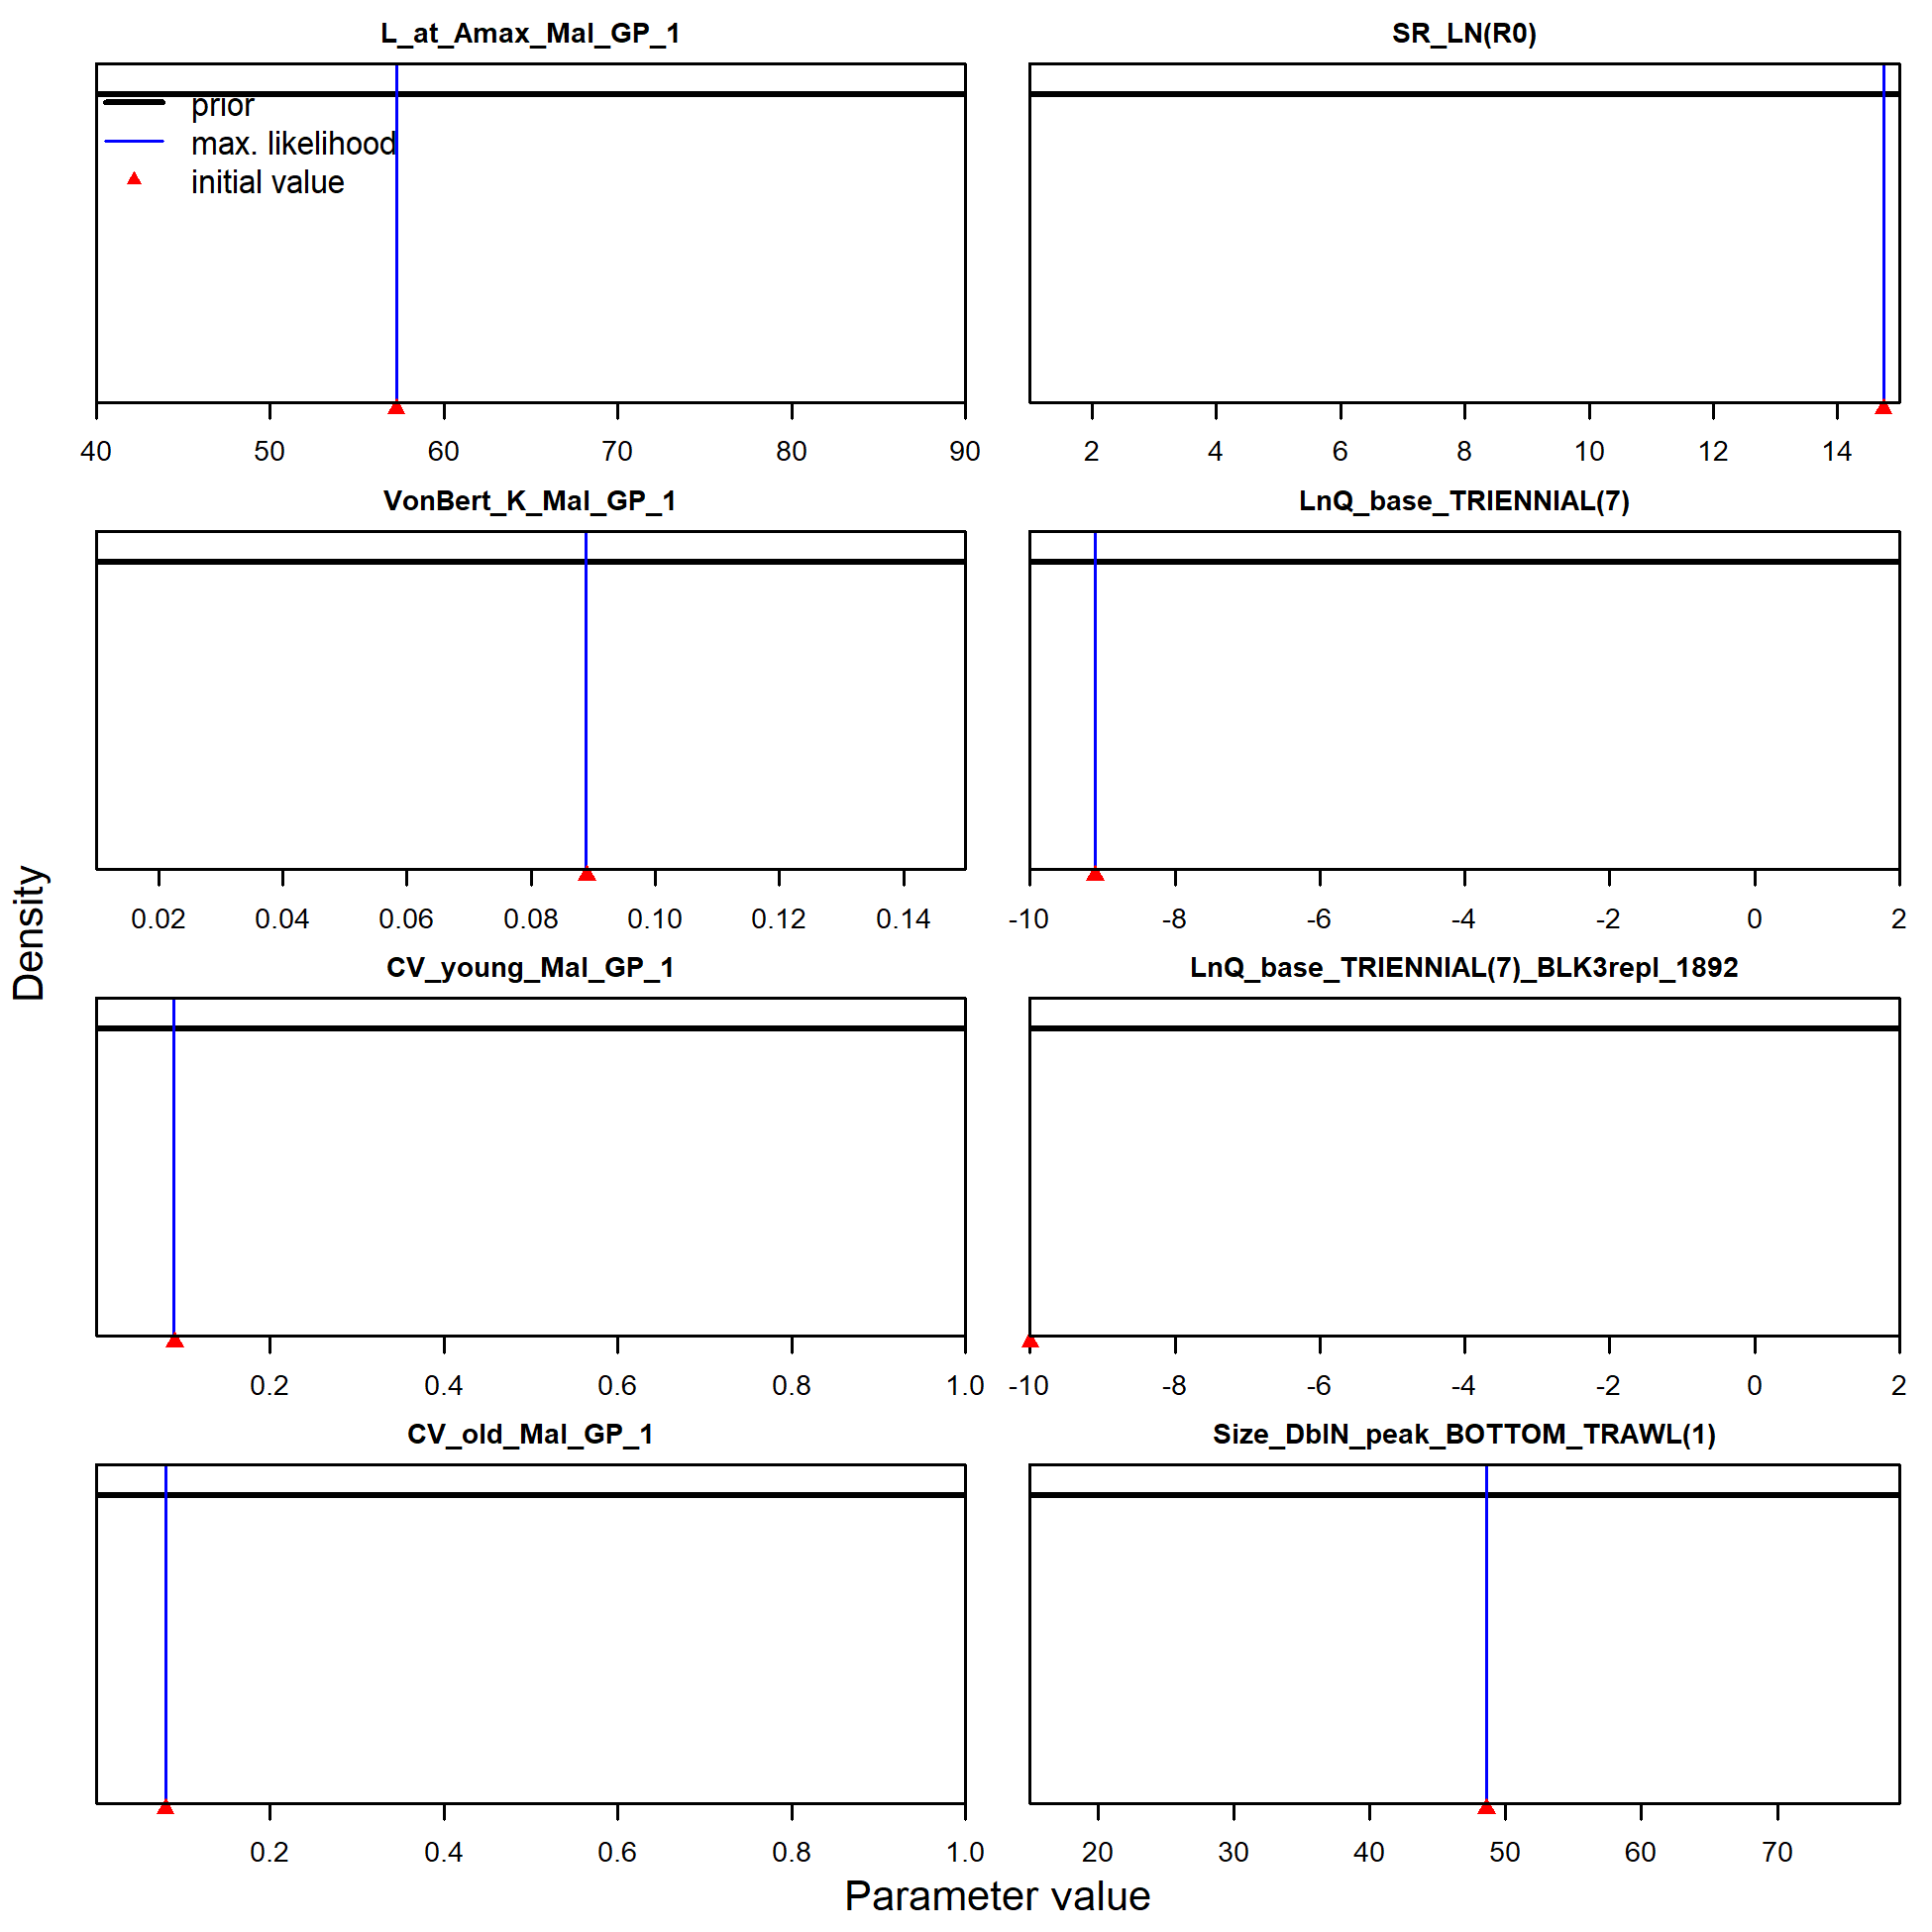 L_at_Amax_Mal_GP_1
prior
max. likelihood
initial value
40 50 60 70 80 90
SR_LN(R0)
2 4 6 8 10 12 14
VonBert_K_Mal_GP_1
0.02 0.04 0.06 0.08 0.10 0.12 0.14
LnQ_base_TRIENNIAL(7)
-10 -8 -6 -4 -2 0 2
CV_young_Mal_GP_1
0.2 0.4 0.6 0.8 1.0
LnQ_base_TRIENNIAL(7)_BLK3repl_1892
-10 -8 -6 -4 -2 0 2
CV_old_Mal_GP_1
0.2 0.4 0.6 0.8 1.0
Size_DblN_peak_BOTTOM_TRAWL(1)
20 30 40 50 60 70
Density
Parameter value